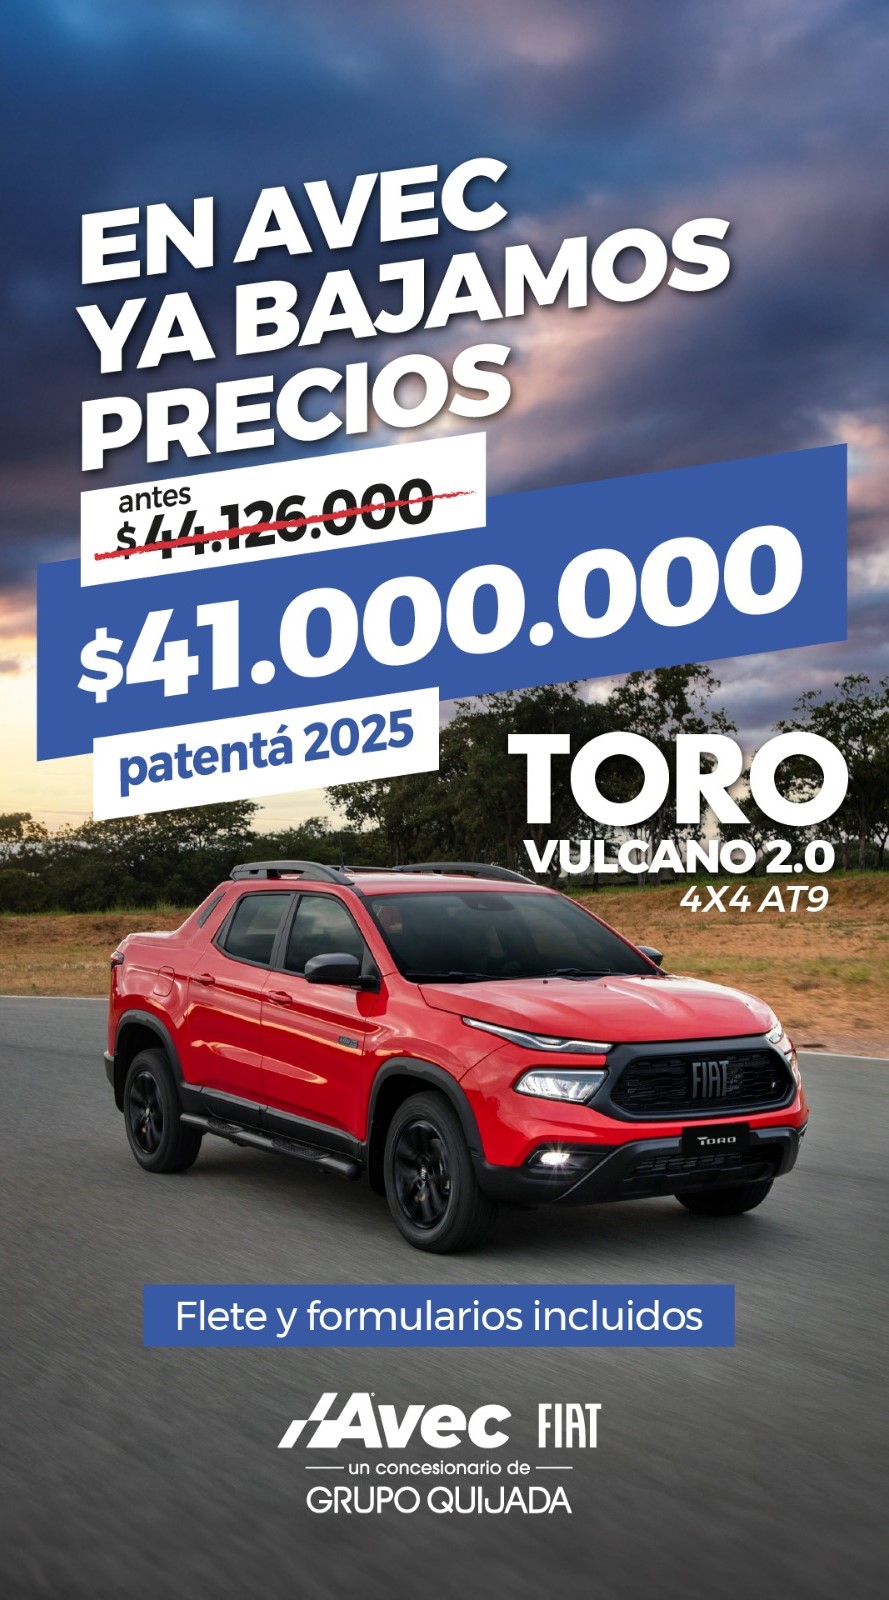 EN AVEC
YA BAJAMOS
PRECIOS
antes
$44.126.000
$41.000.000
patentá 2025
TORO
VULCANO 2.0
4X4 AT9
FIAT
TORO
Flete y formularios incluidos
Avec FIAT
un concesionario de
GRUPO QUIJADA